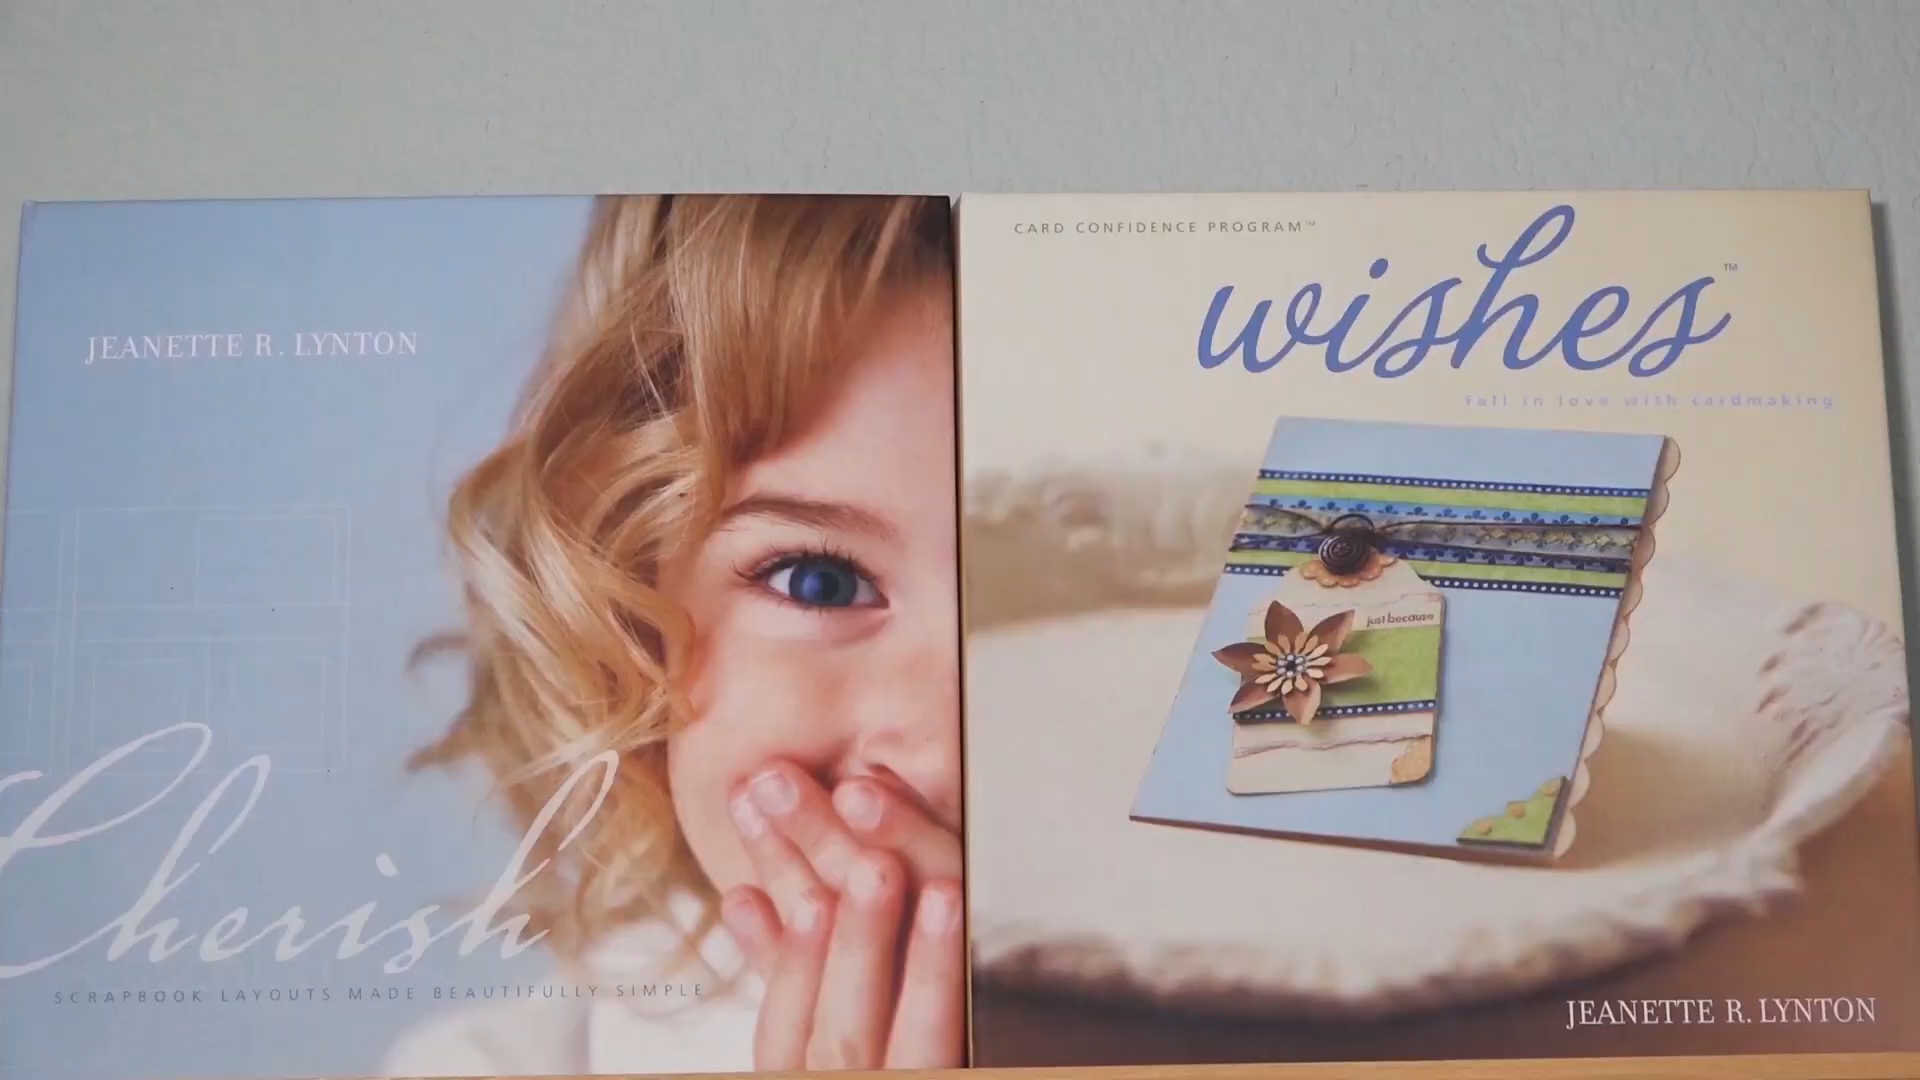 JEANETTE R. LYNTON
Cherish
SCRAPBOOK LAYOUTS MADE BEAUTIFULLY SIMPLE
CARD CONFIDENCE PROGRAM™
wishes™
fall in love with cardmaking
just because
JEANETTE R. LYNTON